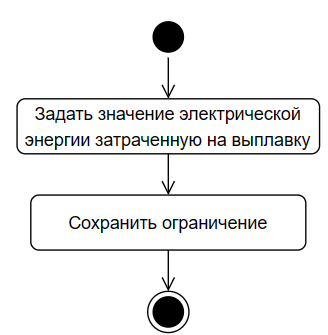 Задать значение электрической
энергии затраченную на выплавку
Сохранить ограничение